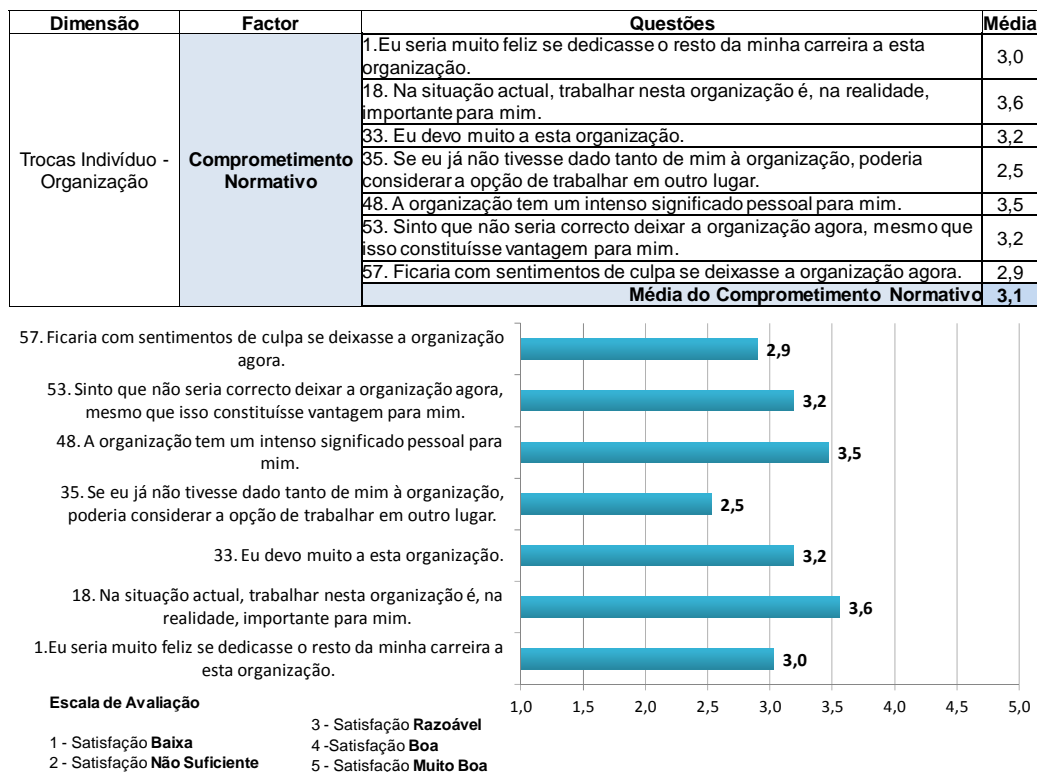 Dimensão Factor Questões Média
Trocas Indivíduo -
Organização
Comprometimento
Normativo
1.Eu seria muito feliz se dedicasse o resto da minha carreira a esta
organização.
3,0
18. Na situação actual, trabalhar nesta organização é, na realidade,
importante para mim.
3,6
33. Eu devo muito a esta organização.
3,2
35. Se eu já não tivesse dado tanto de mim à organização, poderia
considerar a opção de trabalhar em outro lugar.
2,5
48. A organização tem um intenso significado pessoal para mim.
3,5
53. Sinto que não seria correcto deixar a organização agora, mesmo que
isso constituísse vantagem para mim.
3,2
57. Ficaria com sentimentos de culpa se deixasse a organização agora.
2,9
Média do Comprometimento Normativo 3,1
57. Ficaria com sentimentos de culpa se deixasse a organização
agora.
2,9
53. Sinto que não seria correcto deixar a organização agora,
mesmo que isso constituísse vantagem para mim.
3,2
48. A organização tem um intenso significado pessoal para
mim.
3,5
35. Se eu já não tivesse dado tanto de mim à organização,
poderia considerar a opção de trabalhar em outro lugar.
2,5
33. Eu devo muito a esta organização.
3,2
18. Na situação actual, trabalhar nesta organização é, na
realidade, importante para mim.
3,6
1.Eu seria muito feliz se dedicasse o resto da minha carreira a
esta organização.
3,0
1,0 1,5 2,0 2,5 3,0 3,5 4,0 4,5 5,0
Escala de Avaliação
1 - Satisfação Baixa
2 - Satisfação Não Suficiente
3 - Satisfação Razoável
4 -Satisfação Boa
5 - Satisfação Muito Boa